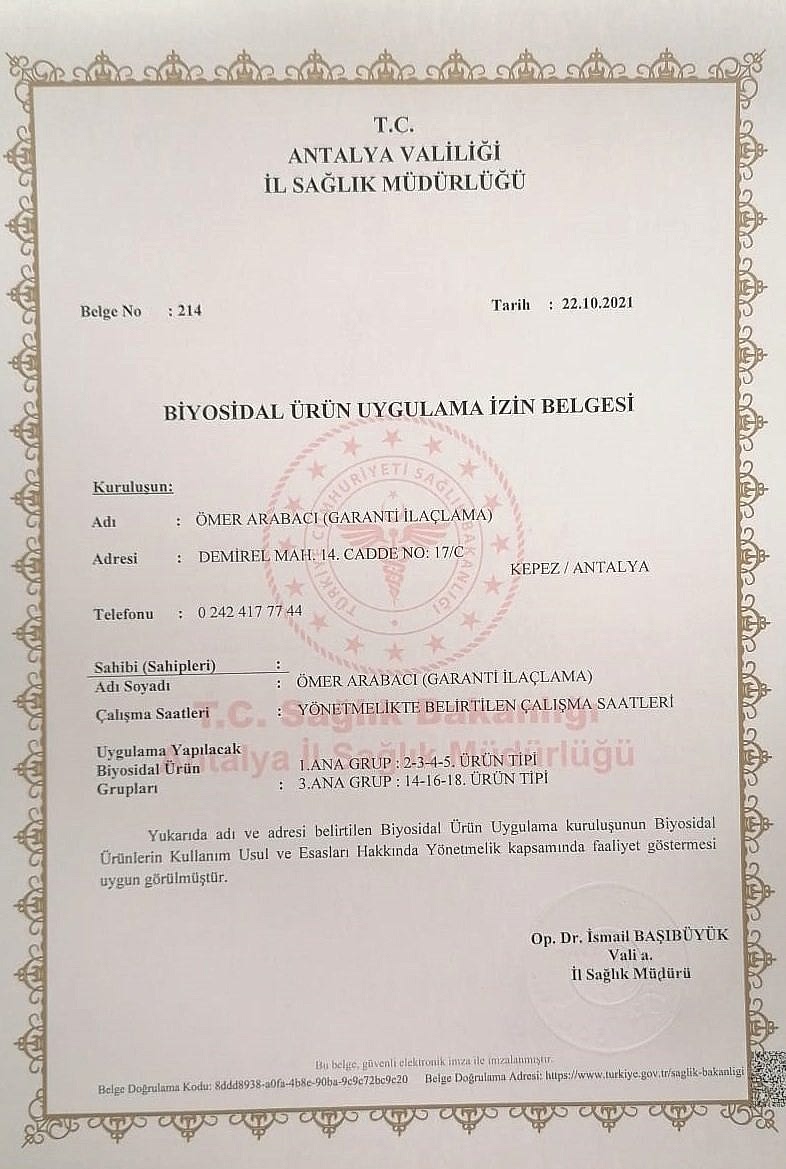 T.C.
ANTALYA VALİLİĞİ
İL SAĞLIK MÜDÜRLÜĞÜ
Belge No : 214
Tarih : 22.10.2021
BİYOSİDAL ÜRÜN UYGULAMA İZİN BELGESİ
TÜRKİYE CUMHURİYETİ SAĞLIK BAKANLIĞI
Kuruluşun:
Adı : ÖMER ARABACI (GARANTİ İLAÇLAMA)
Adresi : DEMİREL MAH. 14. CADDE NO: 17/C
KEPEZ / ANTALYA
Telefonu : 0 242 417 77 44
Sahibi (Sahipleri) :
Adı Soyadı : ÖMER ARABACI (GARANTİ İLAÇLAMA)
T.C. Sağlık Bakanlığı
Çalışma Saatleri : YÖNETMELİKTE BELİRTİLEN ÇALIŞMA SAATLERİ
Antalya İl Sağlık Müdürlüğü
Uygulama Yapılacak
Biyosidal Ürün 1.ANA GRUP : 2-3-4-5. ÜRÜN TİPİ
Grupları : 3.ANA GRUP : 14-16-18. ÜRÜN TİPİ
Yukarıda adı ve adresi belirtilen Biyosidal Ürün Uygulama kuruluşunun Biyosidal
Ürünlerin Kullanım Usul ve Esasları Hakkında Yönetmelik kapsamında faaliyet göstermesi
uygun görülmüştür.
Op. Dr. İsmail BAŞIBÜYÜK
Vali a.
İl Sağlık Müdürü
Bu belge, güvenli elektronik imza ile imzalanmıştır.
Belge Doğrulama Kodu: 8ddd8938-a0fa-4b8e-90ba-9c9c72bc9c20 Belge Doğrulama Adresi: https://www.turkiye.gov.tr/saglik-bakanligi